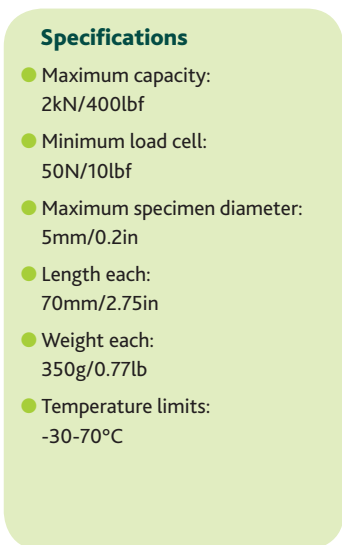 Specifications
Maximum capacity:
2kN/400lbf
Minimum load cell:
50N/10lbf
Maximum specimen diameter:
5mm/0.2in
Length each:
70mm/2.75in
Weight each:
350g/0.77lb
Temperature limits:
-30-70°C